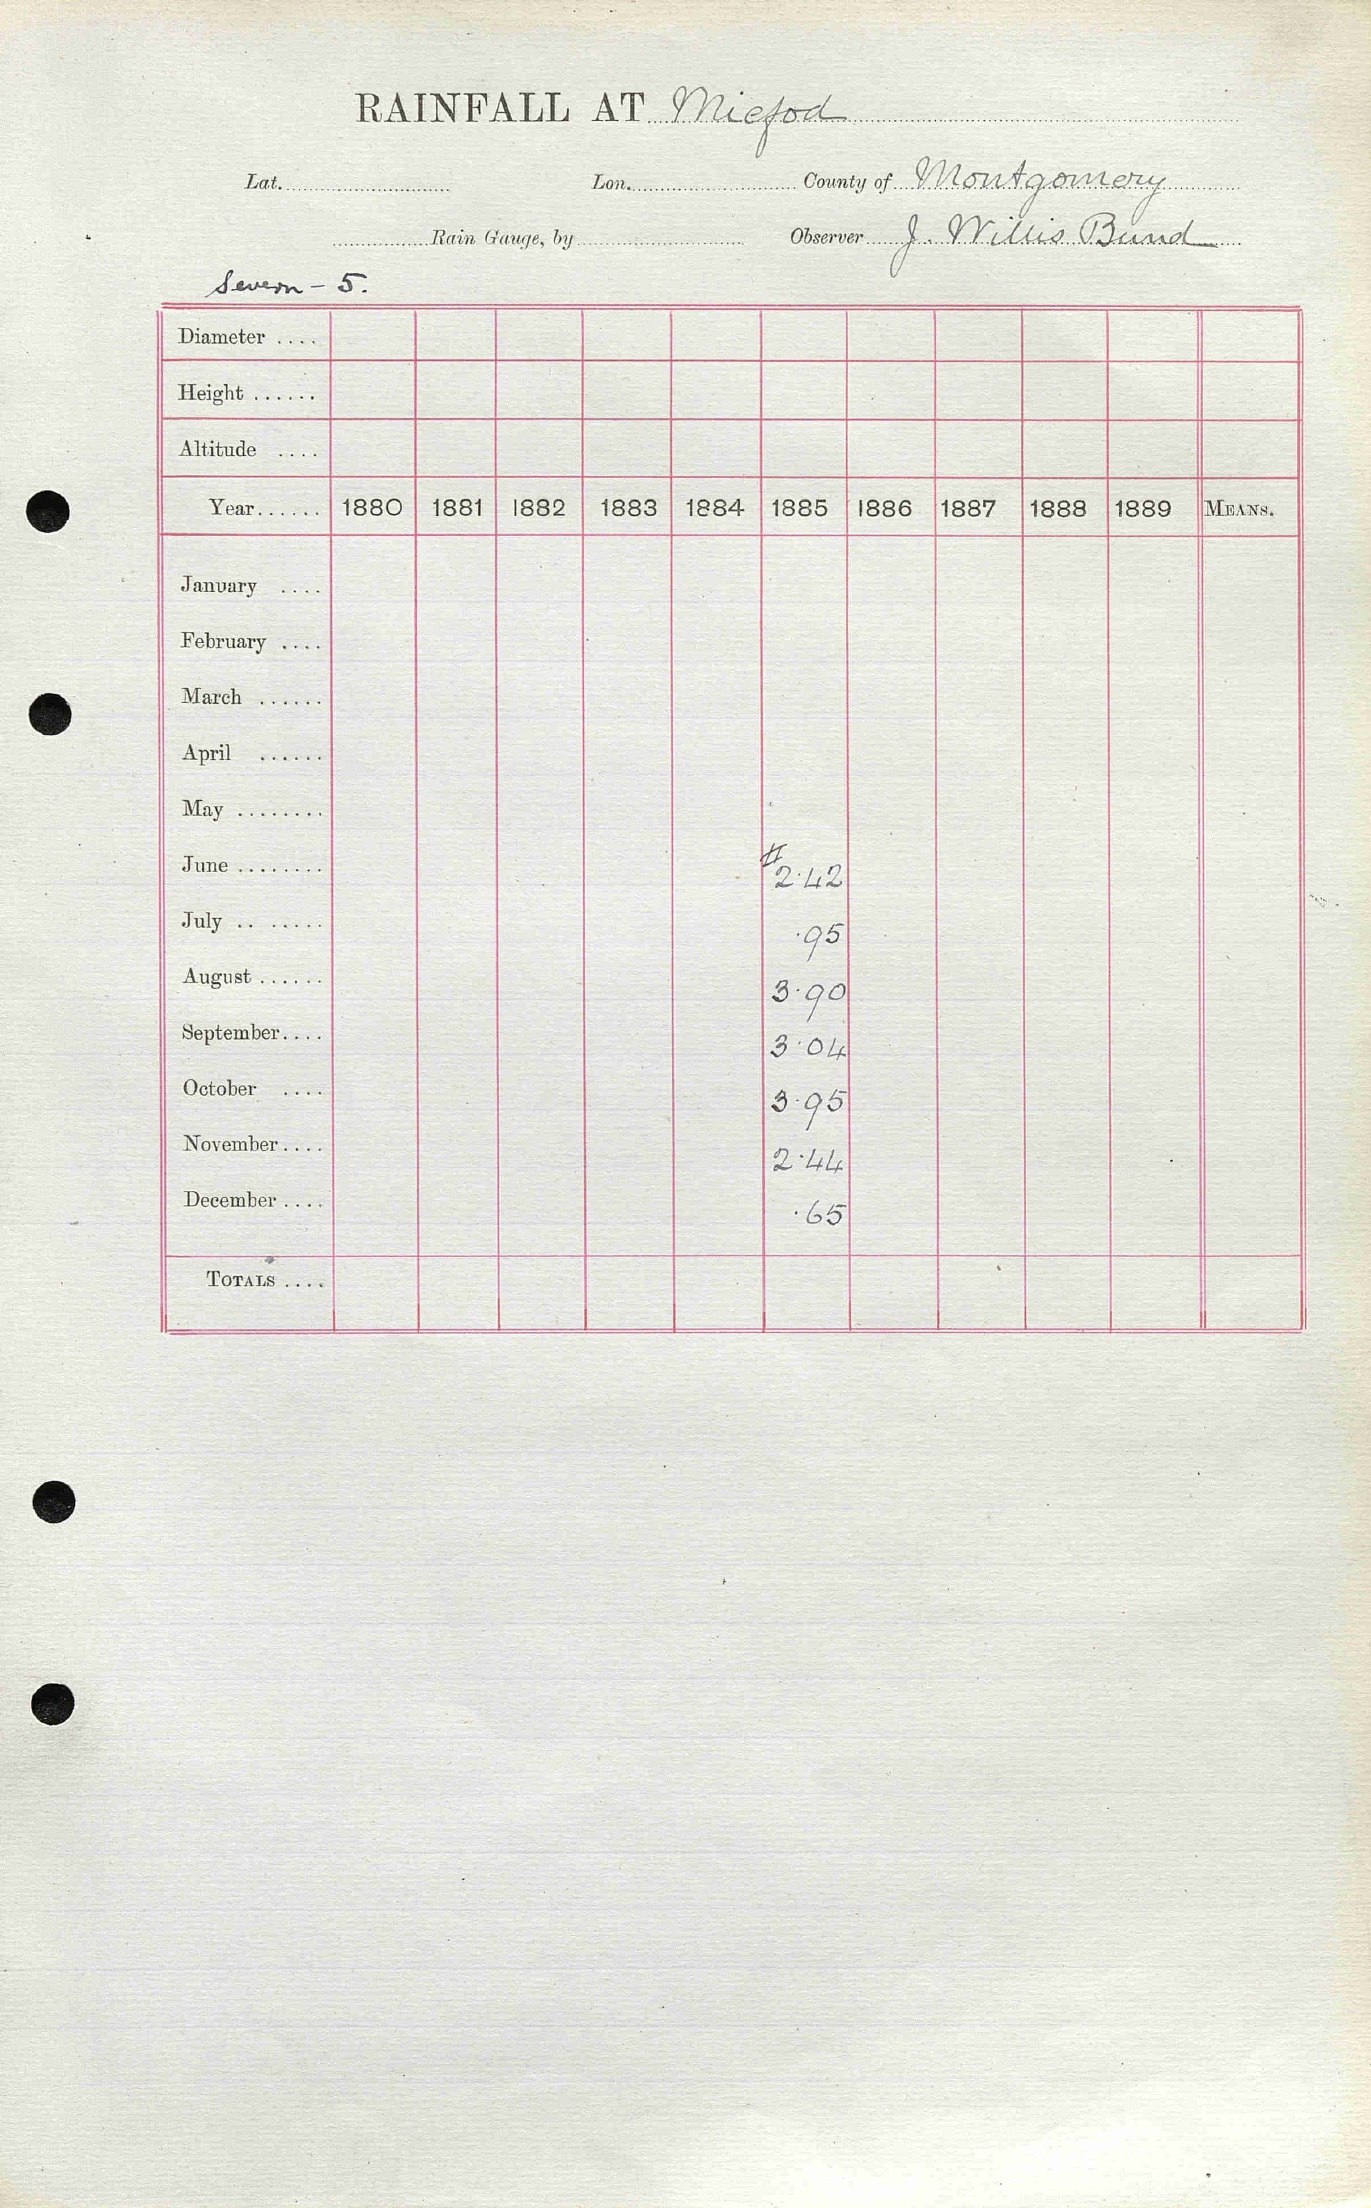 RAINFALL AT Miefod
Lat. Lon. County of Montgomery
Rain Gauge, by Observer J. Willis Bund
Severn - 5.
Diameter ....
Height ......
Altitude ....
Year...... 1880 1881 1882 1883 1884 1885 1886 1887 1888 1889 MEANS.
January ....
February ....
March ......
April ......
May ........
June ........ # 2.42
July .. ..... .95
August ...... 3.90
September.... 3.04
October .... 3.95
November.... 2.44
December .... .65
TOTALS ....